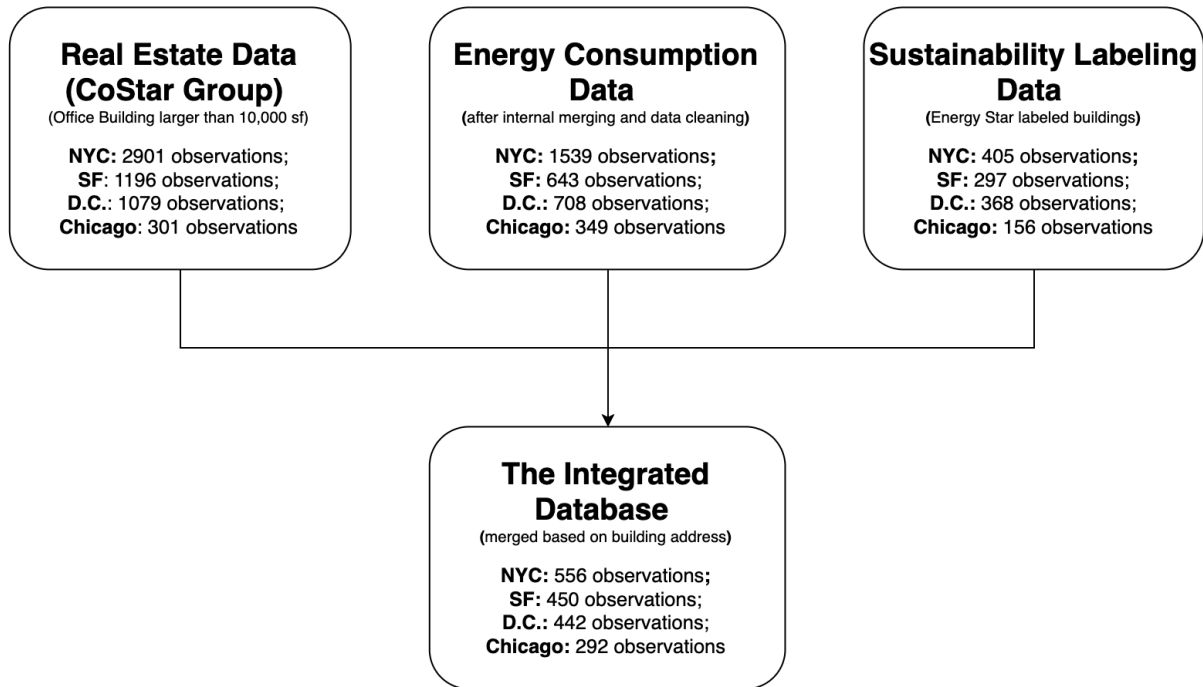 Real Estate Data
(CoStar Group)
(Office Building larger than 10,000 sf)
NYC: 2901 observations;
SF: 1196 observations;
D.C.: 1079 observations;
Chicago: 301 observations
Energy Consumption
Data
(after internal merging and data cleaning)
NYC: 1539 observations;
SF: 643 observations;
D.C.: 708 observations;
Chicago: 349 observations
Sustainability Labeling
Data
(Energy Star labeled buildings)
NYC: 405 observations;
SF: 297 observations;
D.C.: 368 observations;
Chicago: 156 observations
The Integrated
Database
(merged based on building address)
NYC: 556 observations;
SF: 450 observations;
D.C.: 442 observations;
Chicago: 292 observations